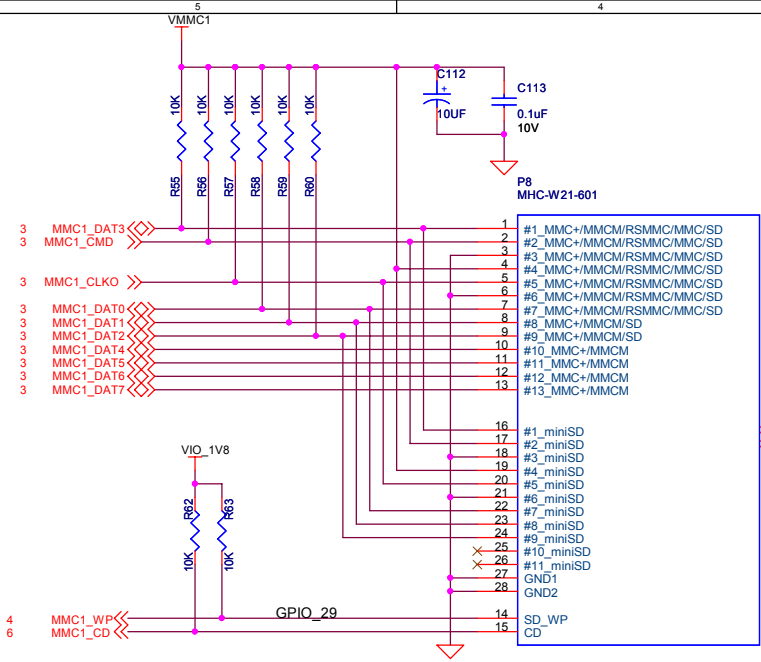 5 4
VMMC1
C112
+
10UF
C113
0.1uF
10V
10K 10K 10K 10K 10K 10K
R55 R56 R57 R58 R59 R60
P8
MHC-W21-601
3 MMC1_DAT3 1 #1_MMC+/MMCM/RSMMC/MMC/SD
3 MMC1_CMD 2 #2_MMC+/MMCM/RSMMC/MMC/SD
3 #3_MMC+/MMCM/RSMMC/MMC/SD
4 #4_MMC+/MMCM/RSMMC/MMC/SD
3 MMC1_CLKO 5 #5_MMC+/MMCM/RSMMC/MMC/SD
6 #6_MMC+/MMCM/RSMMC/MMC/SD
3 MMC1_DAT0 7 #7_MMC+/MMCM/RSMMC/MMC/SD
3 MMC1_DAT1 8 #8_MMC+/MMCM/SD
3 MMC1_DAT2 9 #9_MMC+/MMCM/SD
3 MMC1_DAT4 10 #10_MMC+/MMCM
3 MMC1_DAT5 11 #11_MMC+/MMCM
3 MMC1_DAT6 12 #12_MMC+/MMCM
3 MMC1_DAT7 13 #13_MMC+/MMCM
16 #1_miniSD
17 #2_miniSD
18 #3_miniSD
19 #4_miniSD
20 #5_miniSD
21 #6_miniSD
22 #7_miniSD
23 #8_miniSD
24 #9_miniSD
25 #10_miniSD
26 #11_miniSD
27 GND1
28 GND2
VIO_1V8
R62 R63
10K 10K
GPIO_29
4 MMC1_WP 14 SD_WP
6 MMC1_CD 15 CD